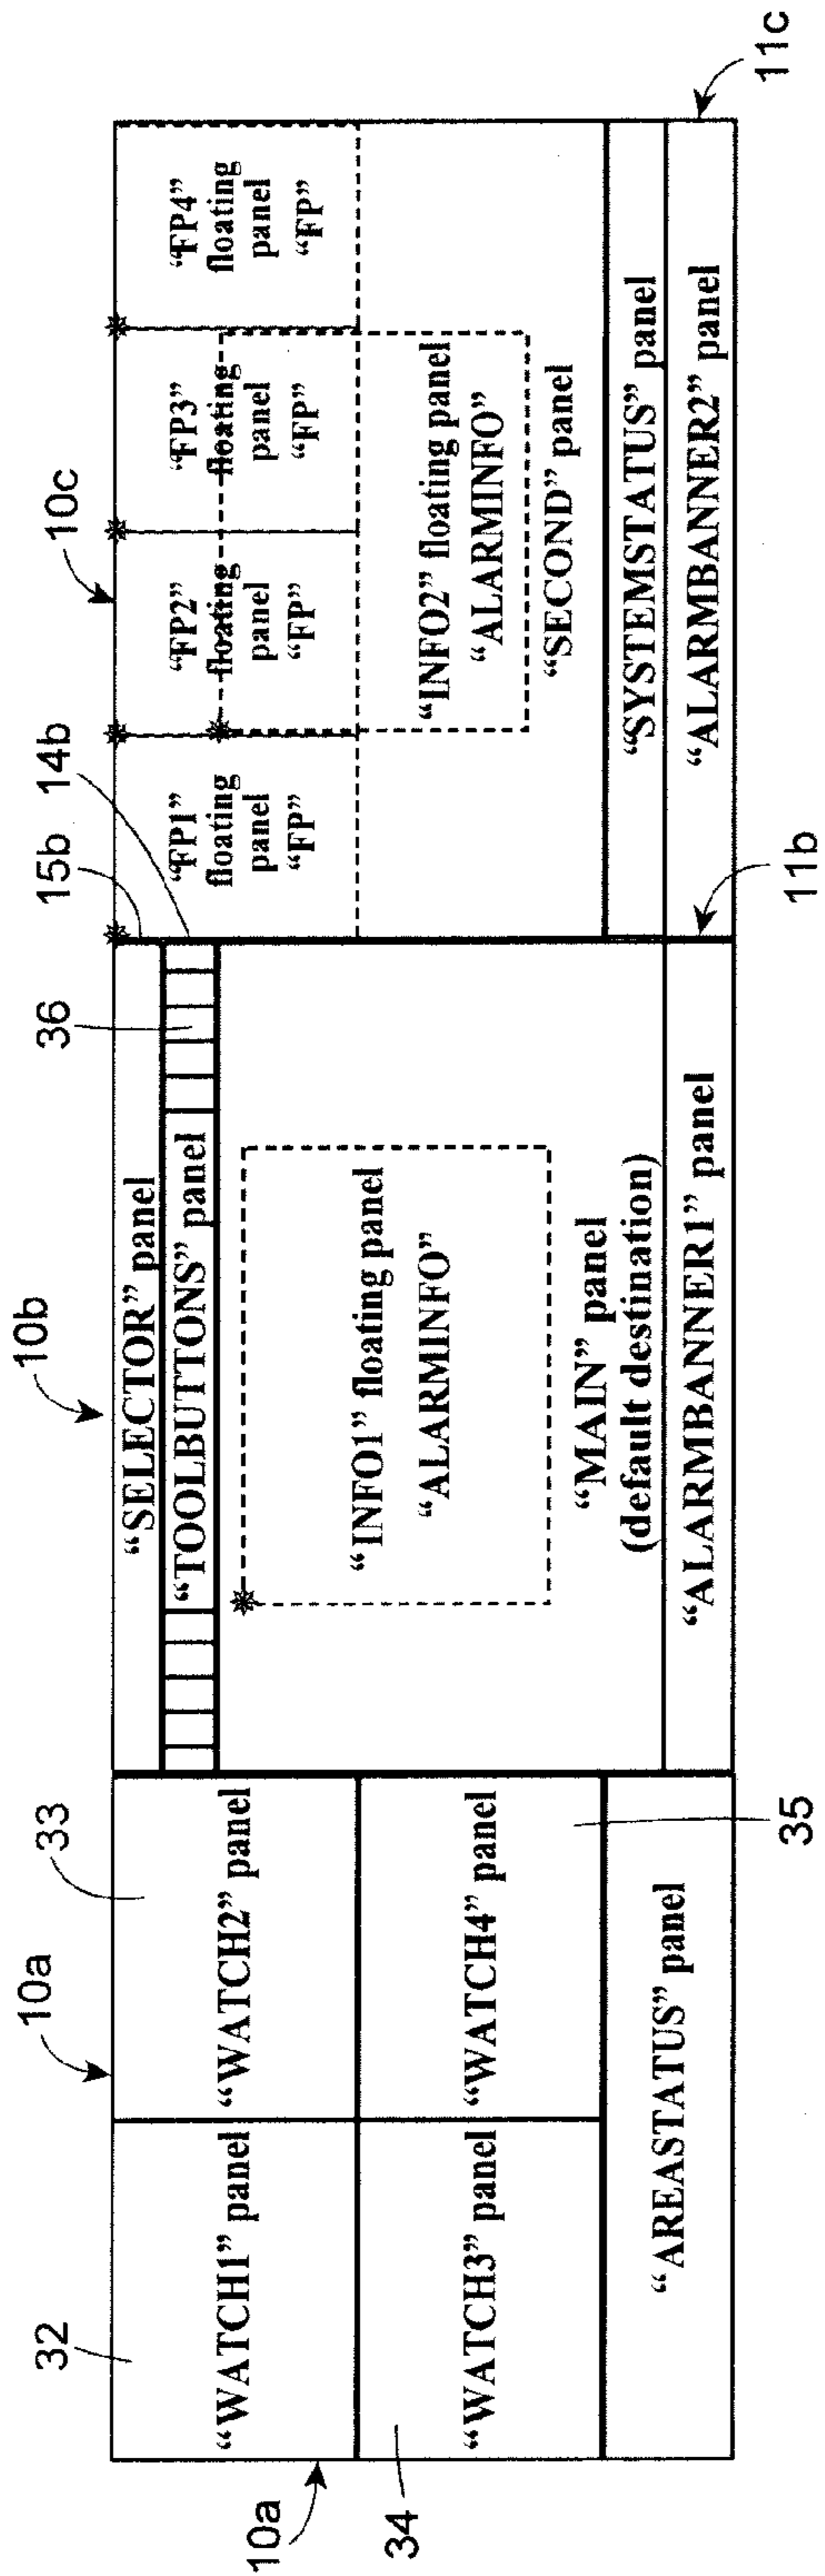 10a
32
33
"WATCH1" panel
"WATCH2" panel
10a
34
"WATCH3" panel
"WATCH4" panel
35
"AREASTATUS" panel
10b
36
15b
14b
"SELECTOR" panel
"TOOLBUTTONS" panel
"INFO1" floating panel
"ALARMINFO"
"MAIN" panel
(default destination)
"ALARMBANNER1" panel
11b
10c
"FP1"
floating
panel
"FP"
"FP2"
floating
panel
"FP"
"FP3"
floating
panel
"FP"
"FP4"
floating
panel
"FP"
"INFO2" floating panel
"ALARMINFO"
"SECOND" panel
"SYSTEMSTATUS" panel
"ALARMBANNER2" panel
11c